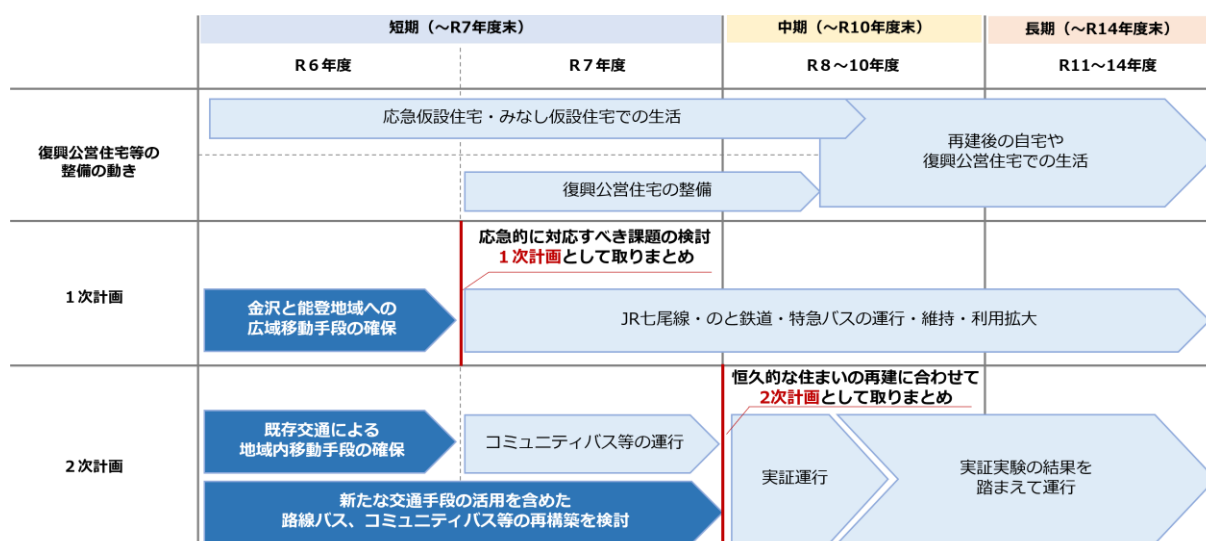 短期（～R7年度末）
中期（～R10年度末）
長期（～R14年度末）
R６年度
R７年度
R８～10年度
R11～14年度
復興公営住宅等の
整備の動き
応急仮設住宅・みなし仮設住宅での生活
復興公営住宅の整備
再建後の自宅や
復興公営住宅での生活
１次計画
応急的に対応すべき課題の検討
１次計画として取りまとめ
金沢と能登地域への
広域移動手段の確保
JR七尾線・のと鉄道・特急バスの運行・維持・利用拡大
２次計画
恒久的な住まいの再建に合わせて
2次計画として取りまとめ
既存交通による
地域内移動手段の確保
コミュニティバス等の運行
新たな交通手段の活用を含めた
路線バス、コミュニティバス等の再構築を検討
実証運行
実証実験の結果を
踏まえて運行